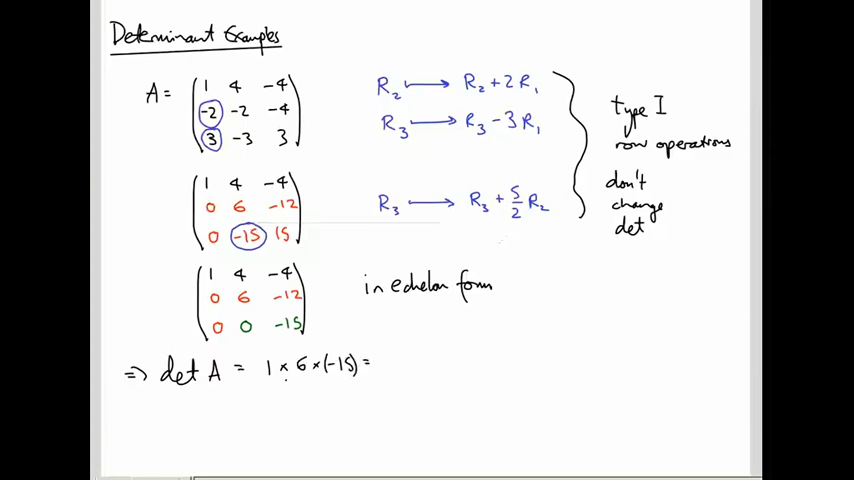 Determinant Examples
A = ( 1 4 -4 ) R₂ ⟼ R₂ + 2R₁
( -2 -2 -4 ) type I
( 3 -3 3 ) R₃ ⟼ R₃ - 3R₁
row operations
( 1 4 -4 ) don't
( 0 6 -12 ) R₃ ⟼ R₃ + 5/2 R₂ change
( 0 -15 15 ) det
( 1 4 -4 )
( 0 6 -12 ) in echelon form
( 0 0 -15 )
⇒ det A = 1 × 6 × (-15) =